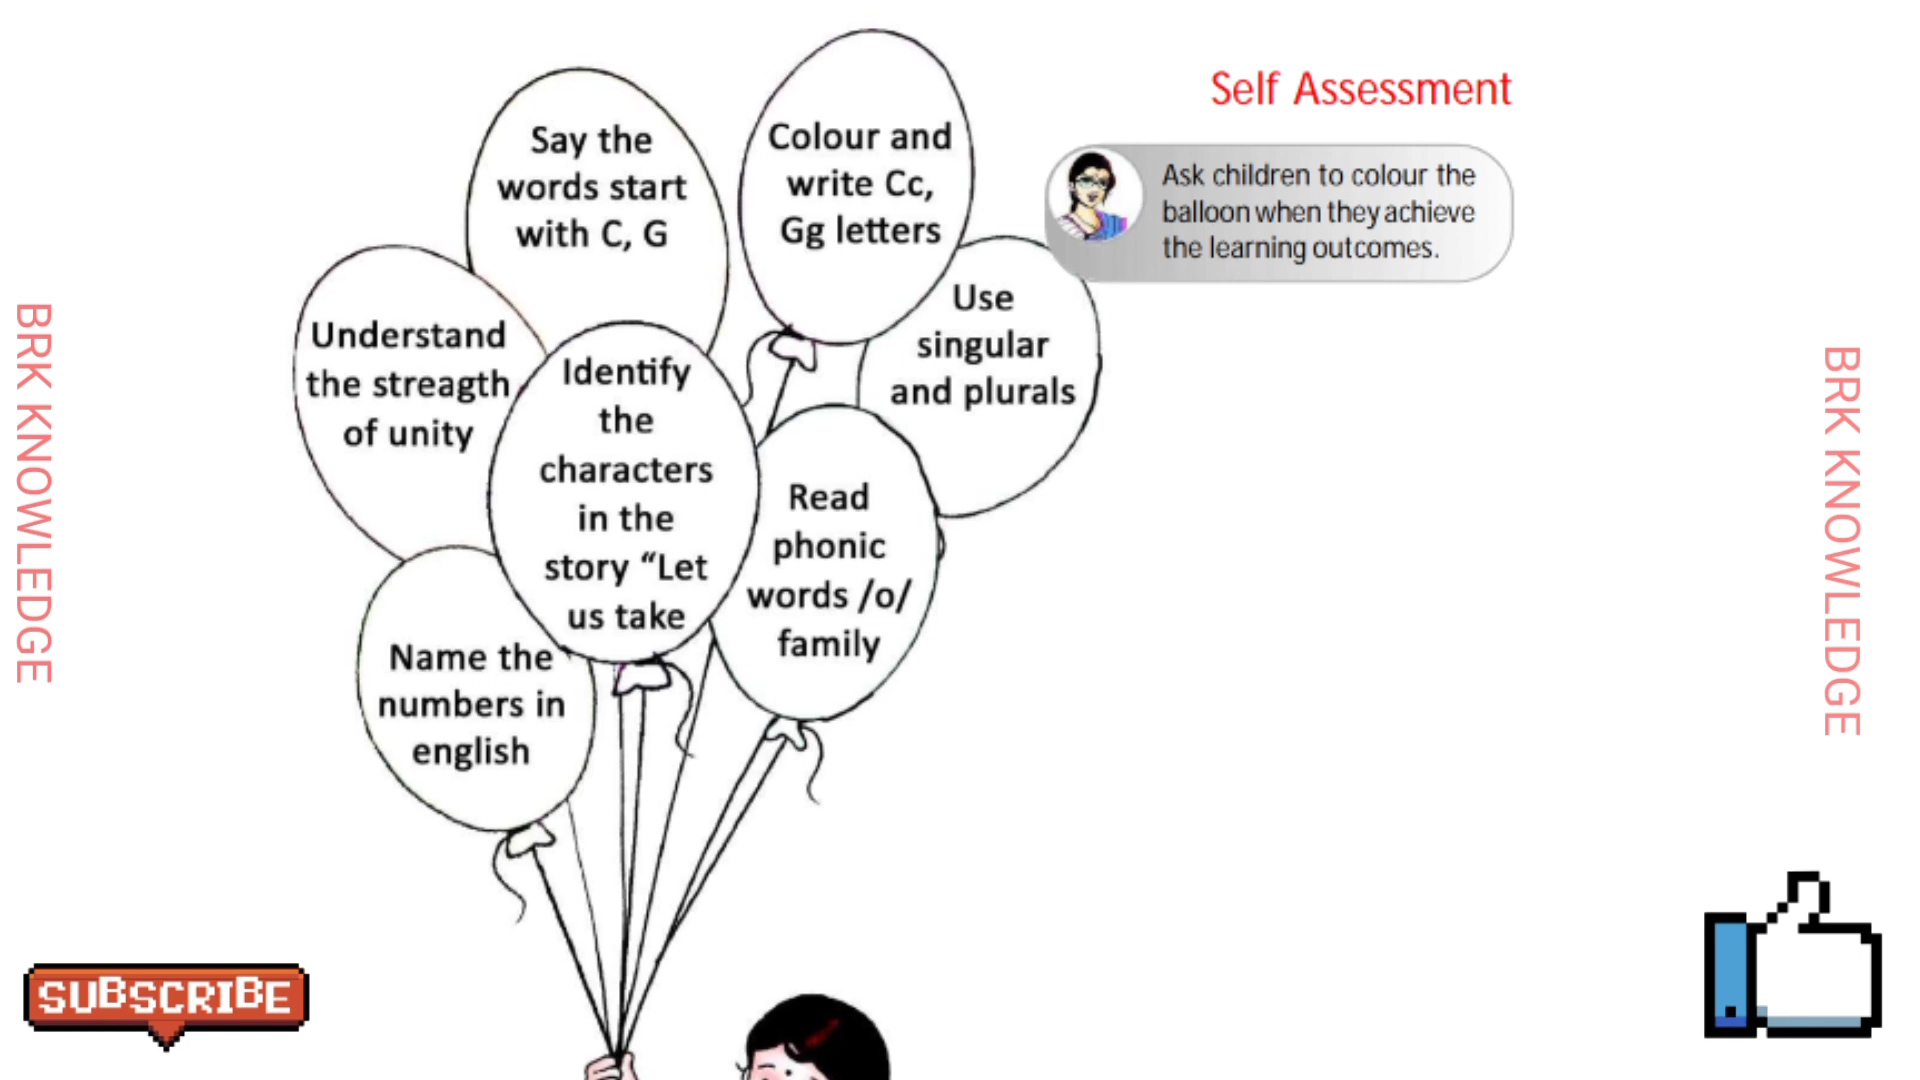 Self Assessment
Ask children to colour the
balloon when they achieve
the learning outcomes.
Say the
words start
with C, G
Colour and
write Cc,
Gg letters
Understand
the streagth
of unity
Identify
the
characters
in the
story “Let
us take
Use
singular
and plurals
Read
phonic
words /o/
family
Name the
numbers in
english
BRK KNOWLEDGE
BRK KNOWLEDGE
SUBSCRIBE